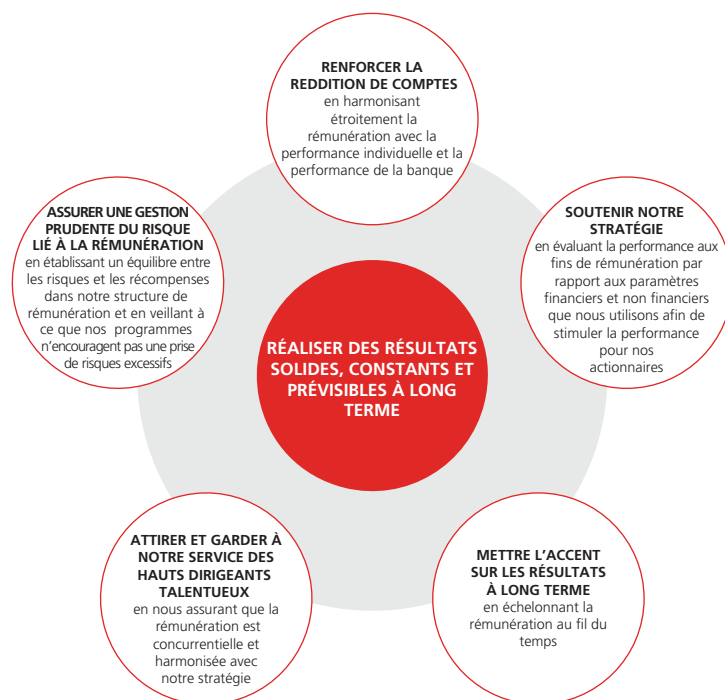 RENFORCER LA
REDDITION DE COMPTES
en harmonisant
étroitement la
rémunération avec la
performance individuelle et la
performance de la banque
ASSURER UNE GESTION
PRUDENTE DU RISQUE
LIÉ À LA RÉMUNÉRATION
en établissant un équilibre entre
les risques et les récompenses
dans notre structure de
rémunération et en veillant à
ce que nos programmes
n'encouragent pas une prise
de risques excessifs
SOUTENIR NOTRE
STRATÉGIE
en évaluant la performance aux
fins de rémunération par
rapport aux paramètres
financiers et non financiers
que nous utilisons afin de
stimuler la performance
pour nos
actionnaires
RÉALISER DES RÉSULTATS
SOLIDES, CONSTANTS ET
PRÉVISIBLES À LONG
TERME
ATTIRER ET GARDER À
NOTRE SERVICE DES
HAUTS DIRIGEANTS
TALENTUEUX
en nous assurant que la
rémunération est
concurrentielle et
harmonisée avec
notre stratégie
METTRE L'ACCENT
SUR LES RÉSULTATS
À LONG TERME
en échelonnant la
rémunération au fil du
temps